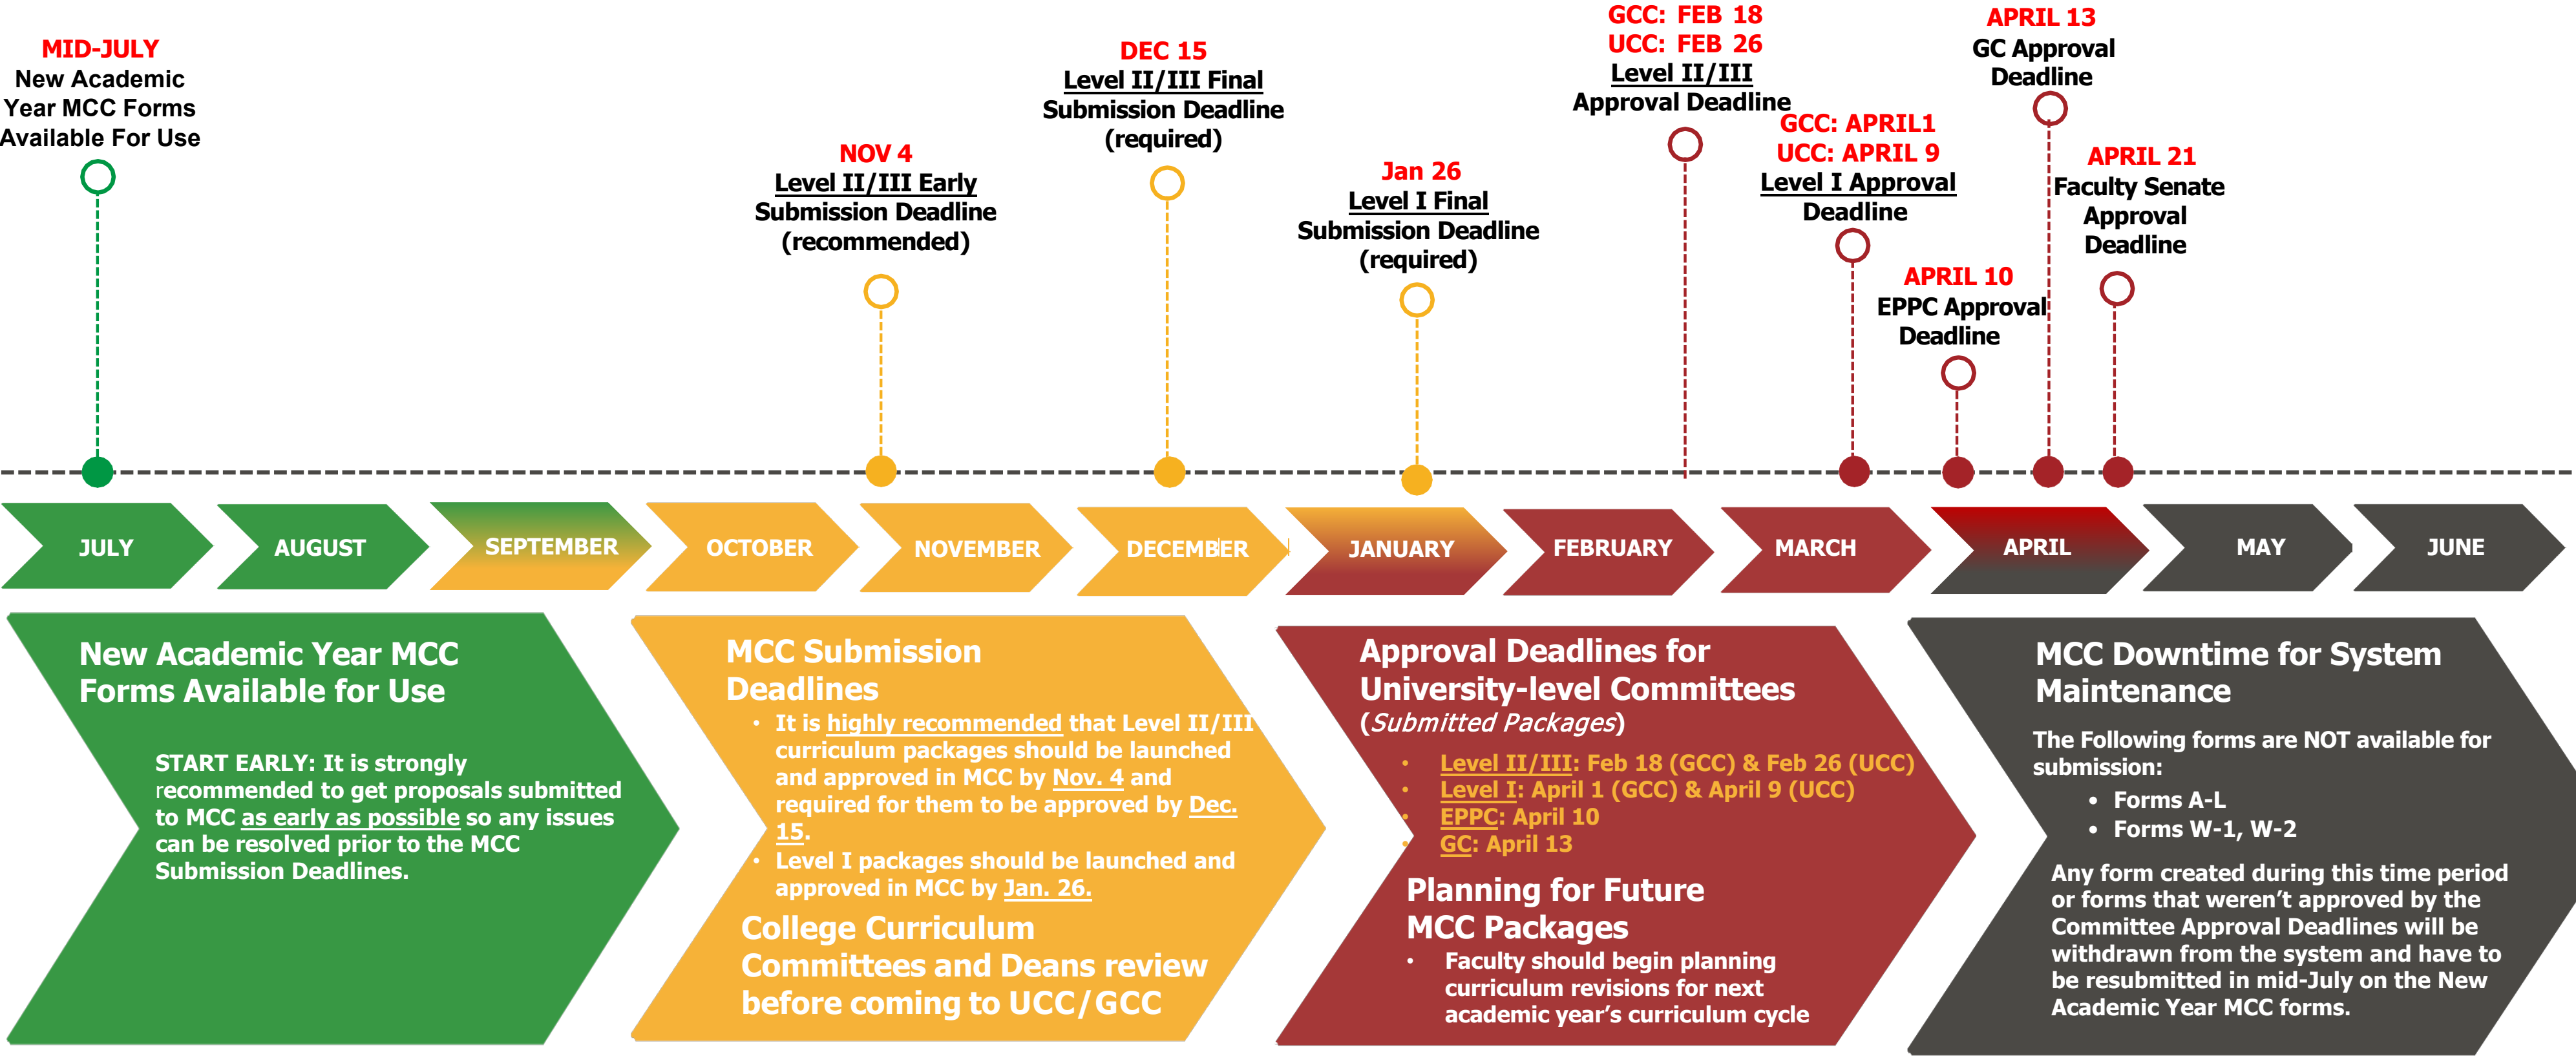 MID-JULY
New Academic
Year MCC Forms
Available For Use
NOV 4
Level II/III Early
Submission Deadline
(recommended)
DEC 15
Level II/III Final
Submission Deadline
(required)
Jan 26
Level I Final
Submission Deadline
(required)
GCC: FEB 18
UCC: FEB 26
Level II/III
Approval Deadline
GCC: APRIL1
UCC: APRIL 9
Level I Approval
Deadline
APRIL 10
EPPC Approval
Deadline
APRIL 13
GC Approval
Deadline
APRIL 21
Faculty Senate
Approval
Deadline
JULY
AUGUST
SEPTEMBER
OCTOBER
NOVEMBER
DECEMBER
JANUARY
FEBRUARY
MARCH
APRIL
MAY
JUNE
New Academic Year MCC
Forms Available for Use
START EARLY: It is strongly
recommended to get proposals submitted
to MCC as early as possible so any issues
can be resolved prior to the MCC
Submission Deadlines.
MCC Submission
Deadlines
• It is highly recommended that Level II/III
curriculum packages should be launched
and approved in MCC by Nov. 4 and
required for them to be approved by Dec.
15.
• Level I packages should be launched and
approved in MCC by Jan. 26.
College Curriculum
Committees and Deans review
before coming to UCC/GCC
Approval Deadlines for
University-level Committees
(Submitted Packages)
• Level II/III: Feb 18 (GCC) & Feb 26 (UCC)
• Level I: April 1 (GCC) & April 9 (UCC)
• EPPC: April 10
• GC: April 13
Planning for Future
MCC Packages
• Faculty should begin planning
curriculum revisions for next
academic year's curriculum cycle
MCC Downtime for System
Maintenance
The Following forms are NOT available for
submission:
• Forms A-L
• Forms W-1, W-2
Any form created during this time period
or forms that weren't approved by the
Committee Approval Deadlines will be
withdrawn from the system and have to
be resubmitted in mid-July on the New
Academic Year MCC forms.